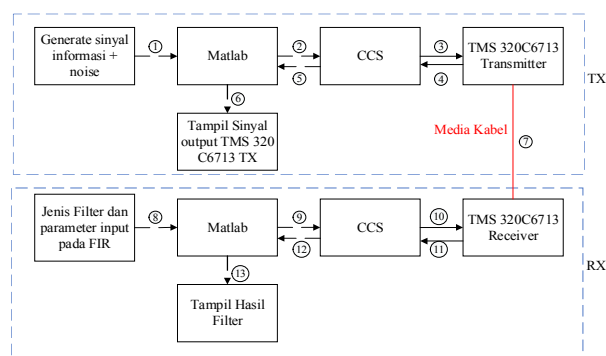 Generate sinyal
informasi +
noise
①
Matlab
②
⑤
CCS
③
④
TMS 320C6713
Transmitter
TX
⑥
Tampil Sinyal
output TMS 320
C6713 TX
Media Kabel
⑦
Jenis Filter dan
parameter input
pada FIR
⑧
Matlab
⑨
⑫
CCS
⑩
⑪
TMS 320C6713
Receiver
RX
⑬
Tampil Hasil
Filter